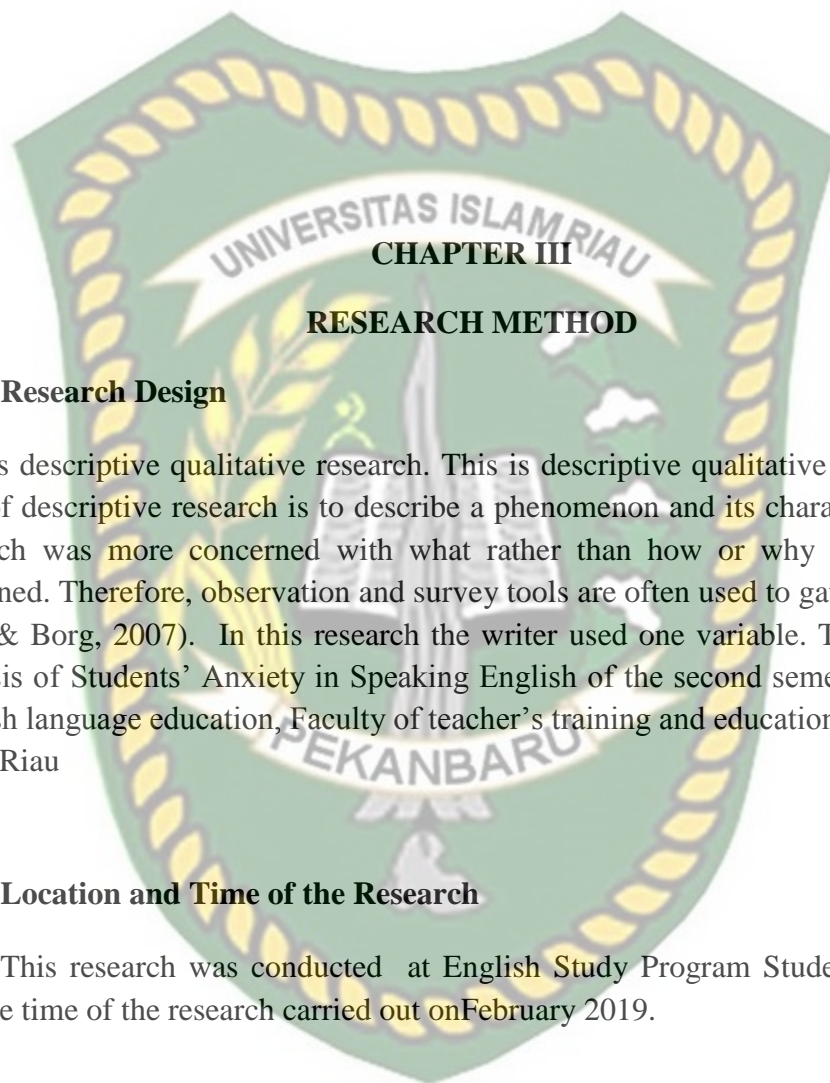 UNIVERSITAS ISLAM RIAU
CHAPTER III
RESEARCH METHOD
Research Design
s descriptive qualitative research. This is descriptive qualitative
f descriptive research is to describe a phenomenon and its chara
ch was more concerned with what rather than how or why
ned. Therefore, observation and survey tools are often used to gat
& Borg, 2007). In this research the writer used one variable. T
is of Students’ Anxiety in Speaking English of the second seme
sh language education, Faculty of teacher’s training and education
Riau
PEKANBARU
Location and Time of the Research
This research was conducted at English Study Program Stude
e time of the research carried out onFebruary 2019.